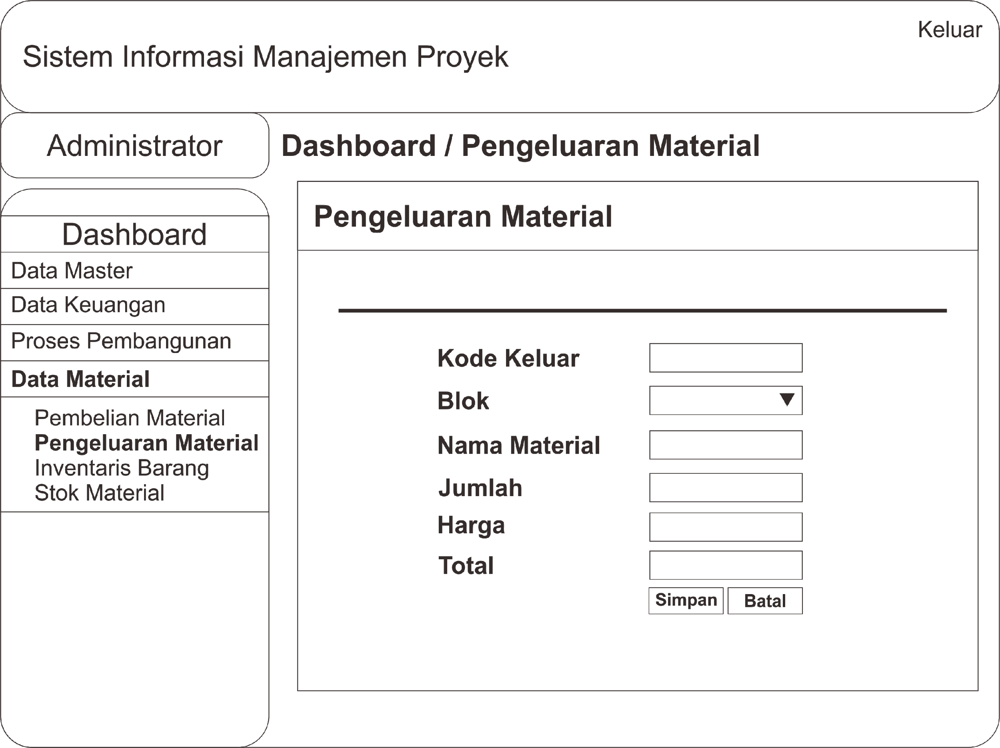 Keluar
Sistem Informasi Manajemen Proyek
Administrator
Dashboard / Pengeluaran Material
Dashboard
Data Master
Data Keuangan
Proses Pembangunan
Data Material
Pembelian Material
Pengeluaran Material
Inventaris Barang
Stok Material
Pengeluaran Material
Kode Keluar
Blok
Nama Material
Jumlah
Harga
Total
Simpan Batal